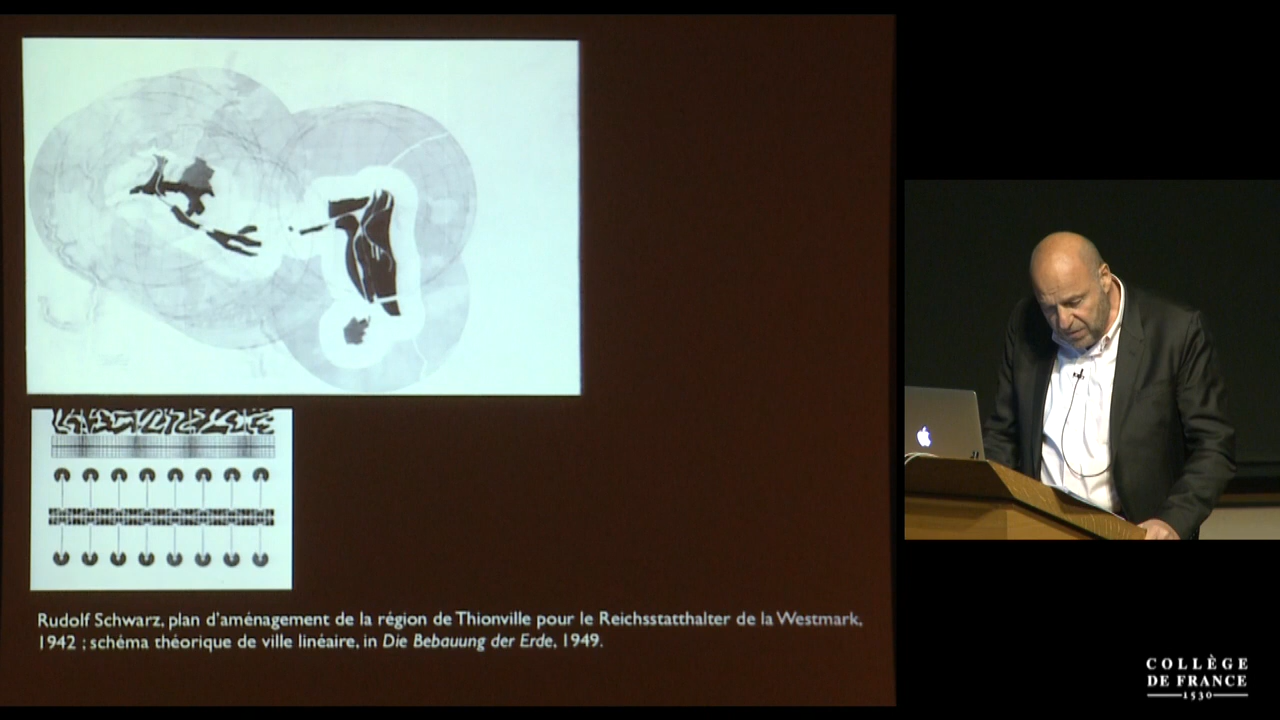 Rudolf Schwarz, plan d'aménagement de la région de Thionville pour le Reichsstatthalter de la Westmark,
1942 ; schéma théorique de ville linéaire, in Die Bebauung der Erde, 1949.
COLLÈGE
DE FRANCE
1530